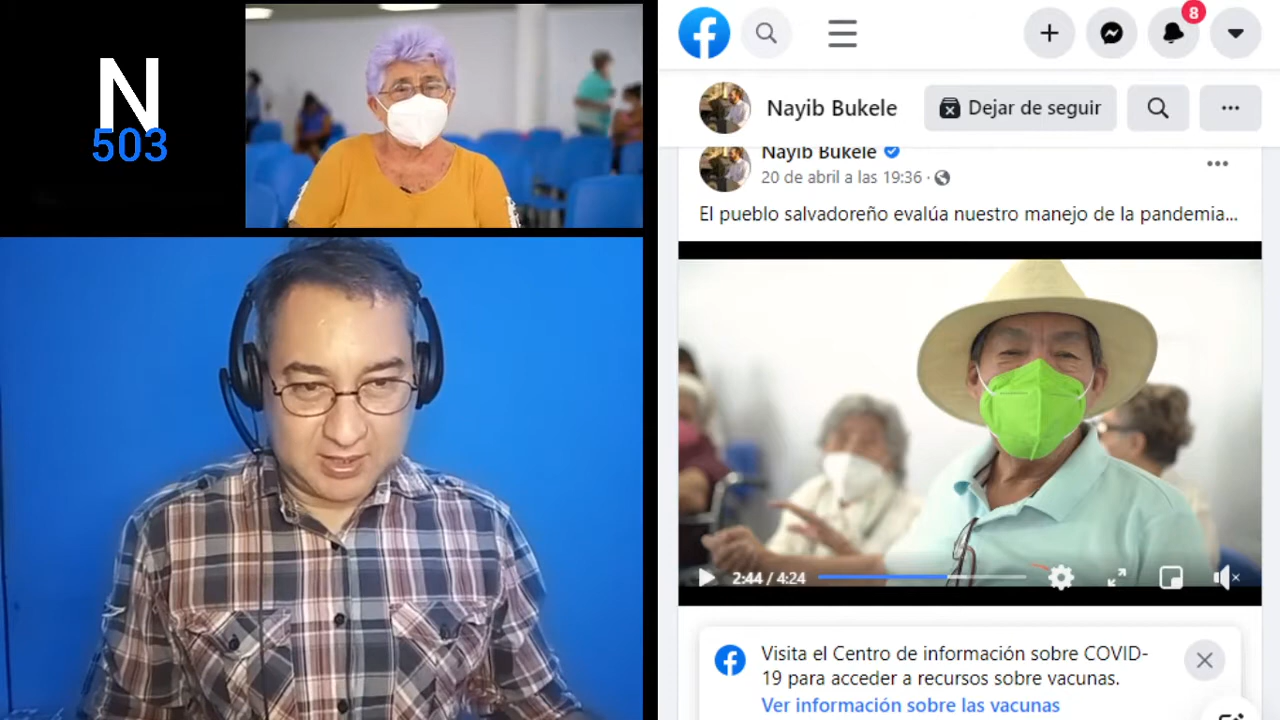 N
503
8
Nayib Bukele
Dejar de seguir
Nayib Bukele
20 de abril a las 19:36 ·
El pueblo salvadoreño evalúa nuestro manejo de la pandemia...
2:44 / 4:24
Visita el Centro de información sobre COVID-
19 para acceder a recursos sobre vacunas.
Ver información sobre las vacunas